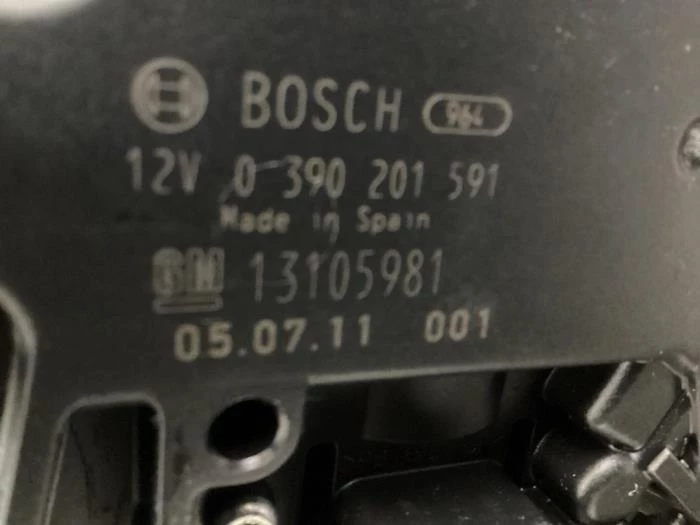 BOSCH 964
12V 0 390 201 591
Made in Spain
GM 13105981
05.07.11 001